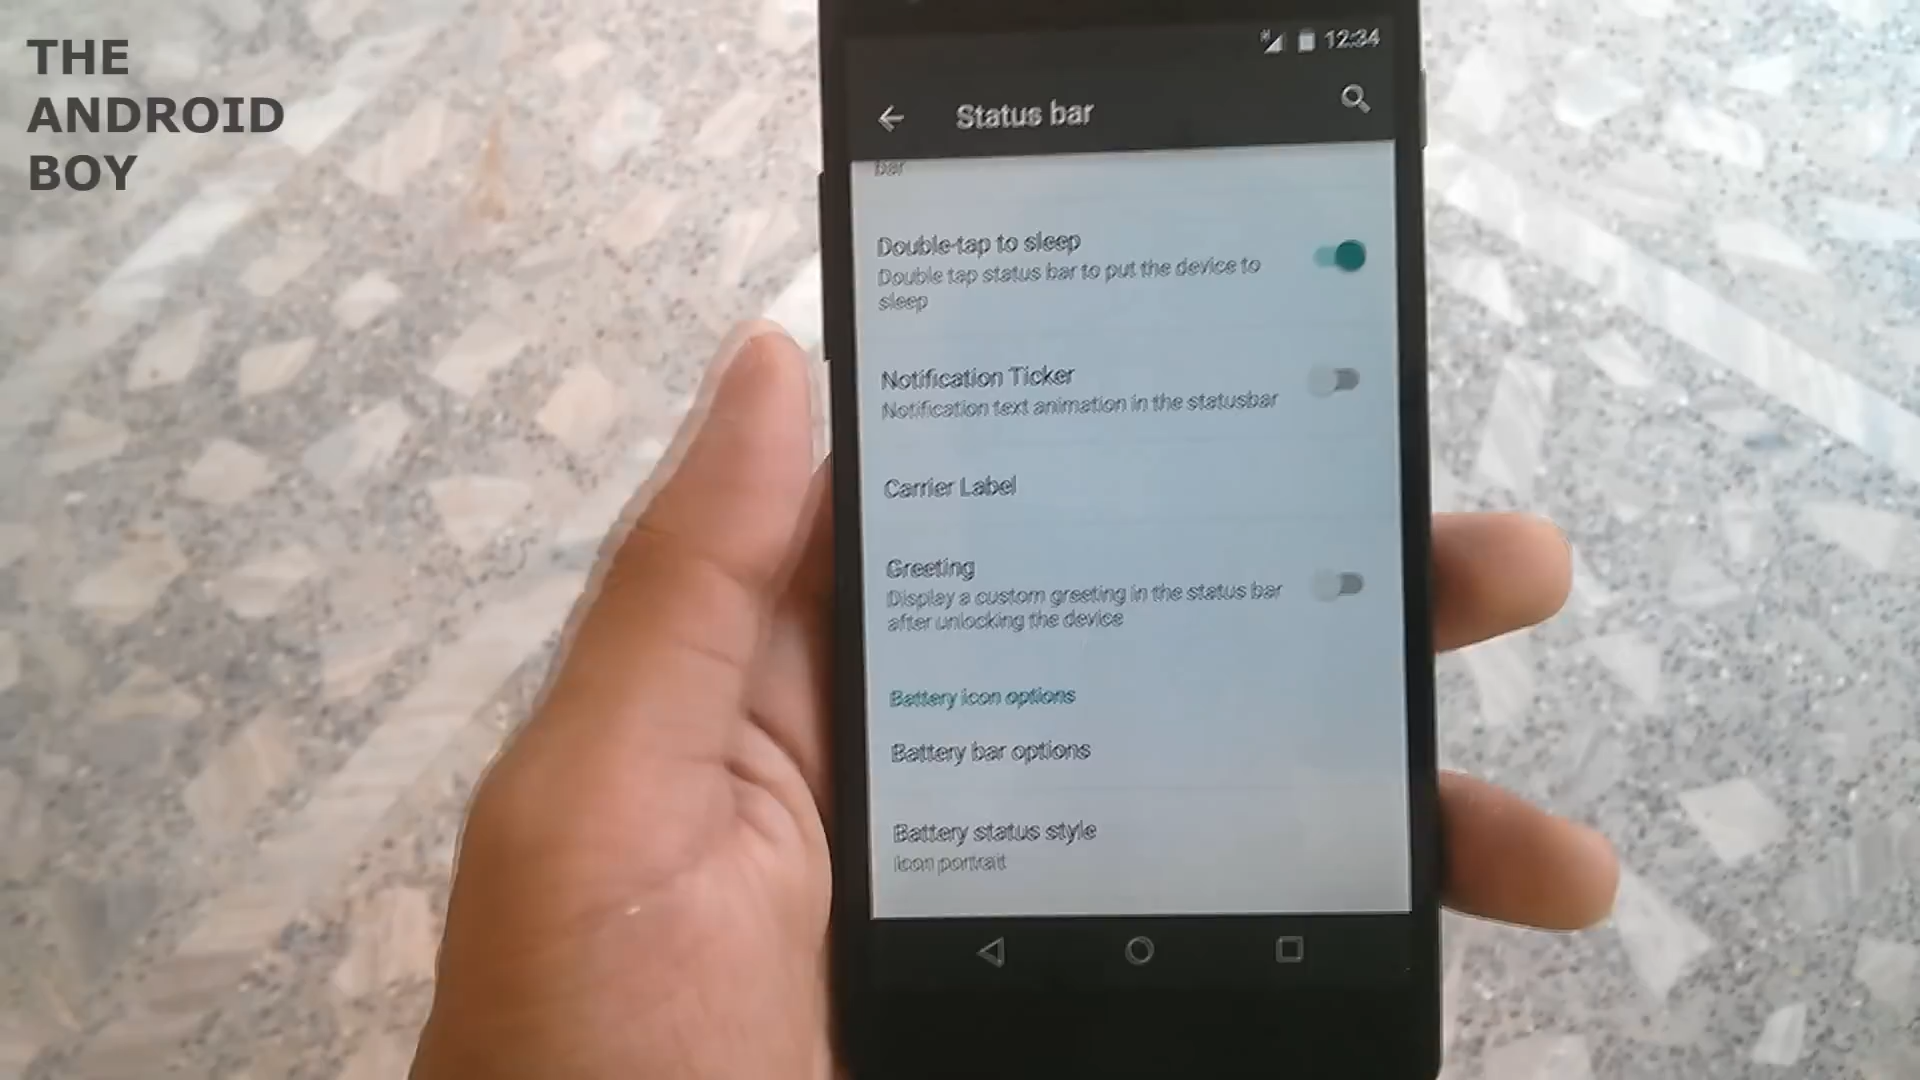 THE
ANDROID
BOY
12:34
Status bar
bar
Double-tap to sleep
Double tap status bar to put the device to
sleep
Notification Ticker
Notification text animation in the statusbar
Carrier Label
Greeting
Display a custom greeting in the status bar
after unlocking the device
Battery icon options
Battery bar options
Battery status style
Icon portrait